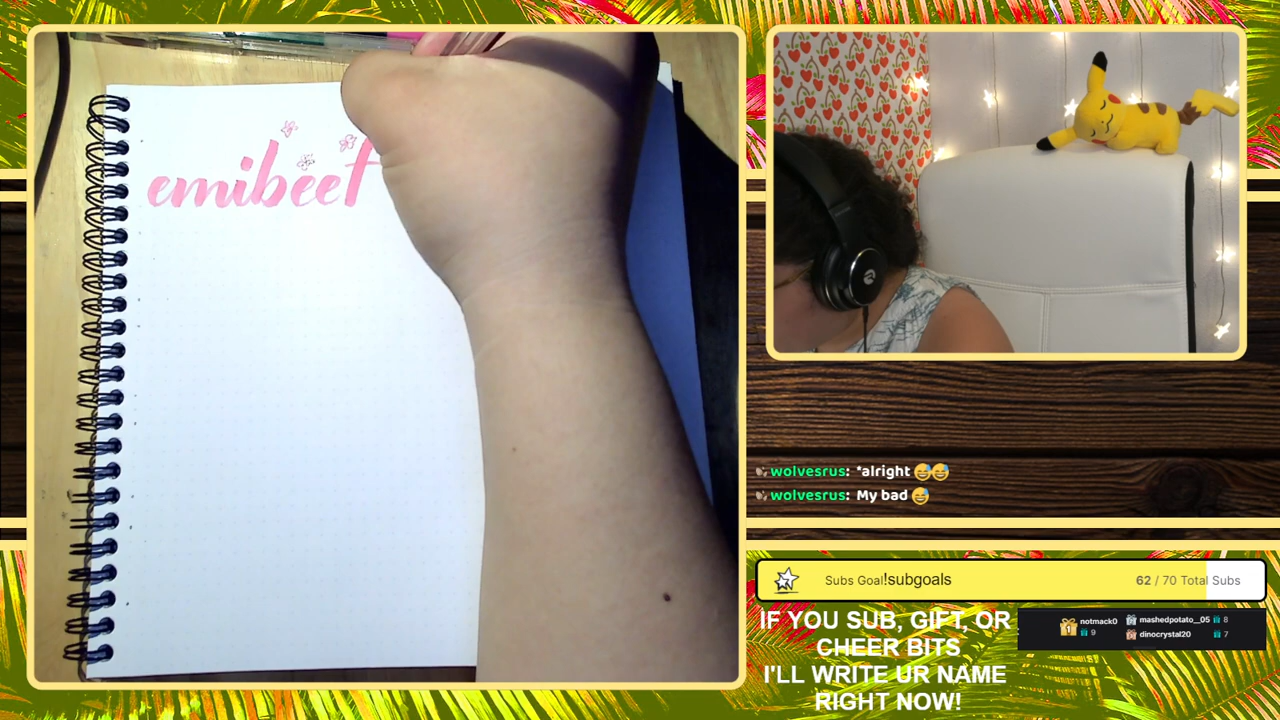 emibeet
wolvesrus: *alright 😅😅
wolvesrus: My bad 😅
Subs Goal !subgoals 62 / 70 Total Subs
IF YOU SUB, GIFT, OR
CHEER BITS
I'LL WRITE UR NAME
RIGHT NOW!
1 notmack0 9
mashedpotato__05 8
dinocrystal20 7